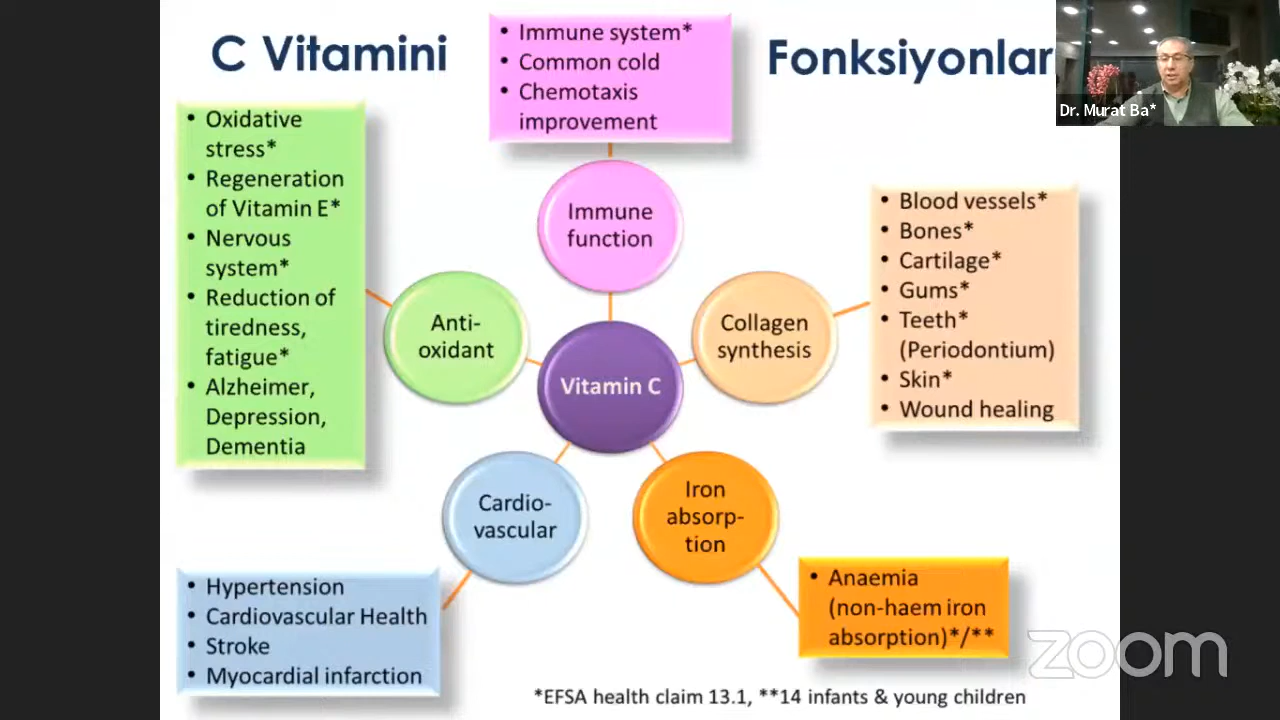 C Vitamini
Fonksiyonlar
Dr. Murat Ba*
• Immune system*
• Common cold
• Chemotaxis
improvement
• Oxidative
stress*
• Regeneration
of Vitamin E*
• Nervous
system*
• Reduction of
tiredness,
fatigue*
• Alzheimer,
Depression,
Dementia
Immune
function
• Blood vessels*
• Bones*
• Cartilage*
• Gums*
• Teeth*
(Periodontium)
• Skin*
• Wound healing
Anti-
oxidant
Collagen
synthesis
Vitamin C
Cardio-
vascular
Iron
absorp-
tion
• Hypertension
• Cardiovascular Health
• Stroke
• Myocardial infarction
• Anaemia
(non-haem iron
absorption)*/**
zoom
*EFSA health claim 13.1, **14 infants & young children